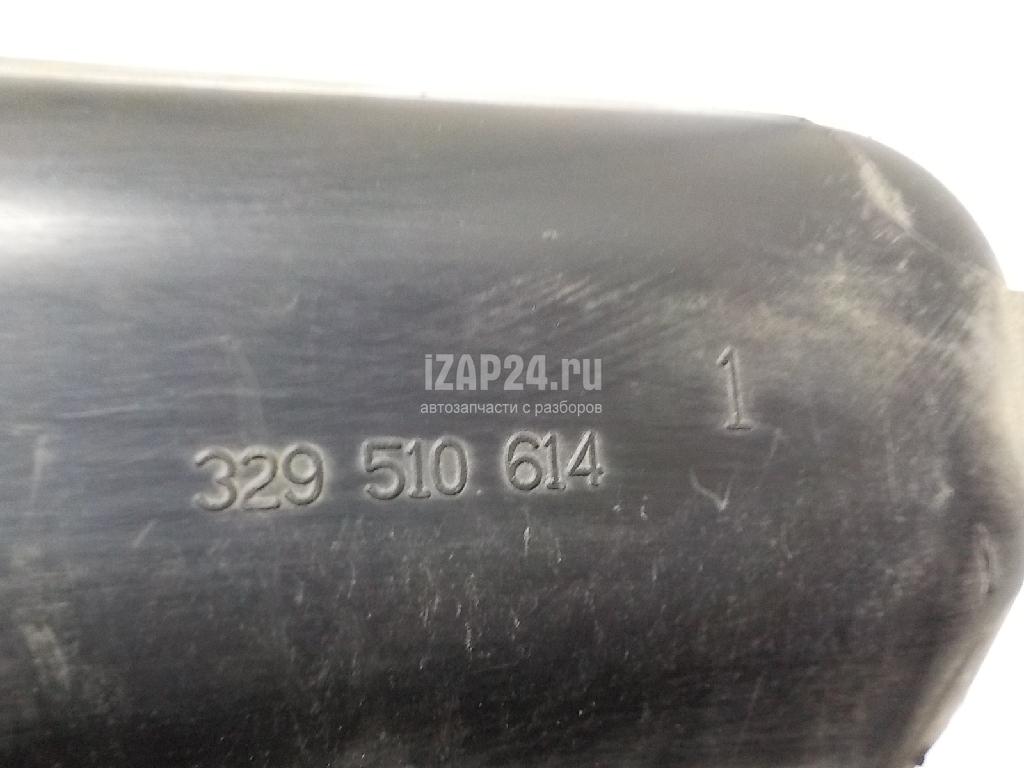 iZAP24.ru
автозапчасти с разборов
1
329 510 614